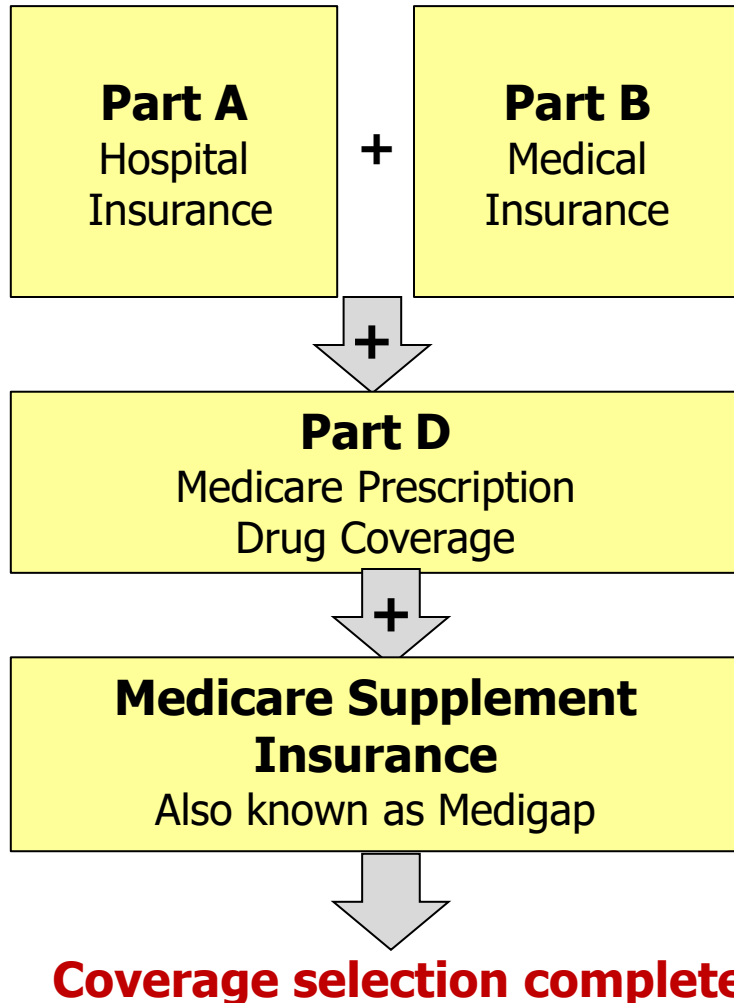 Part A
Hospital
Insurance
+
Part B
Medical
Insurance
+
Part D
Medicare Prescription
Drug Coverage
+
Medicare Supplement
Insurance
Also known as Medigap
Coverage selection complete